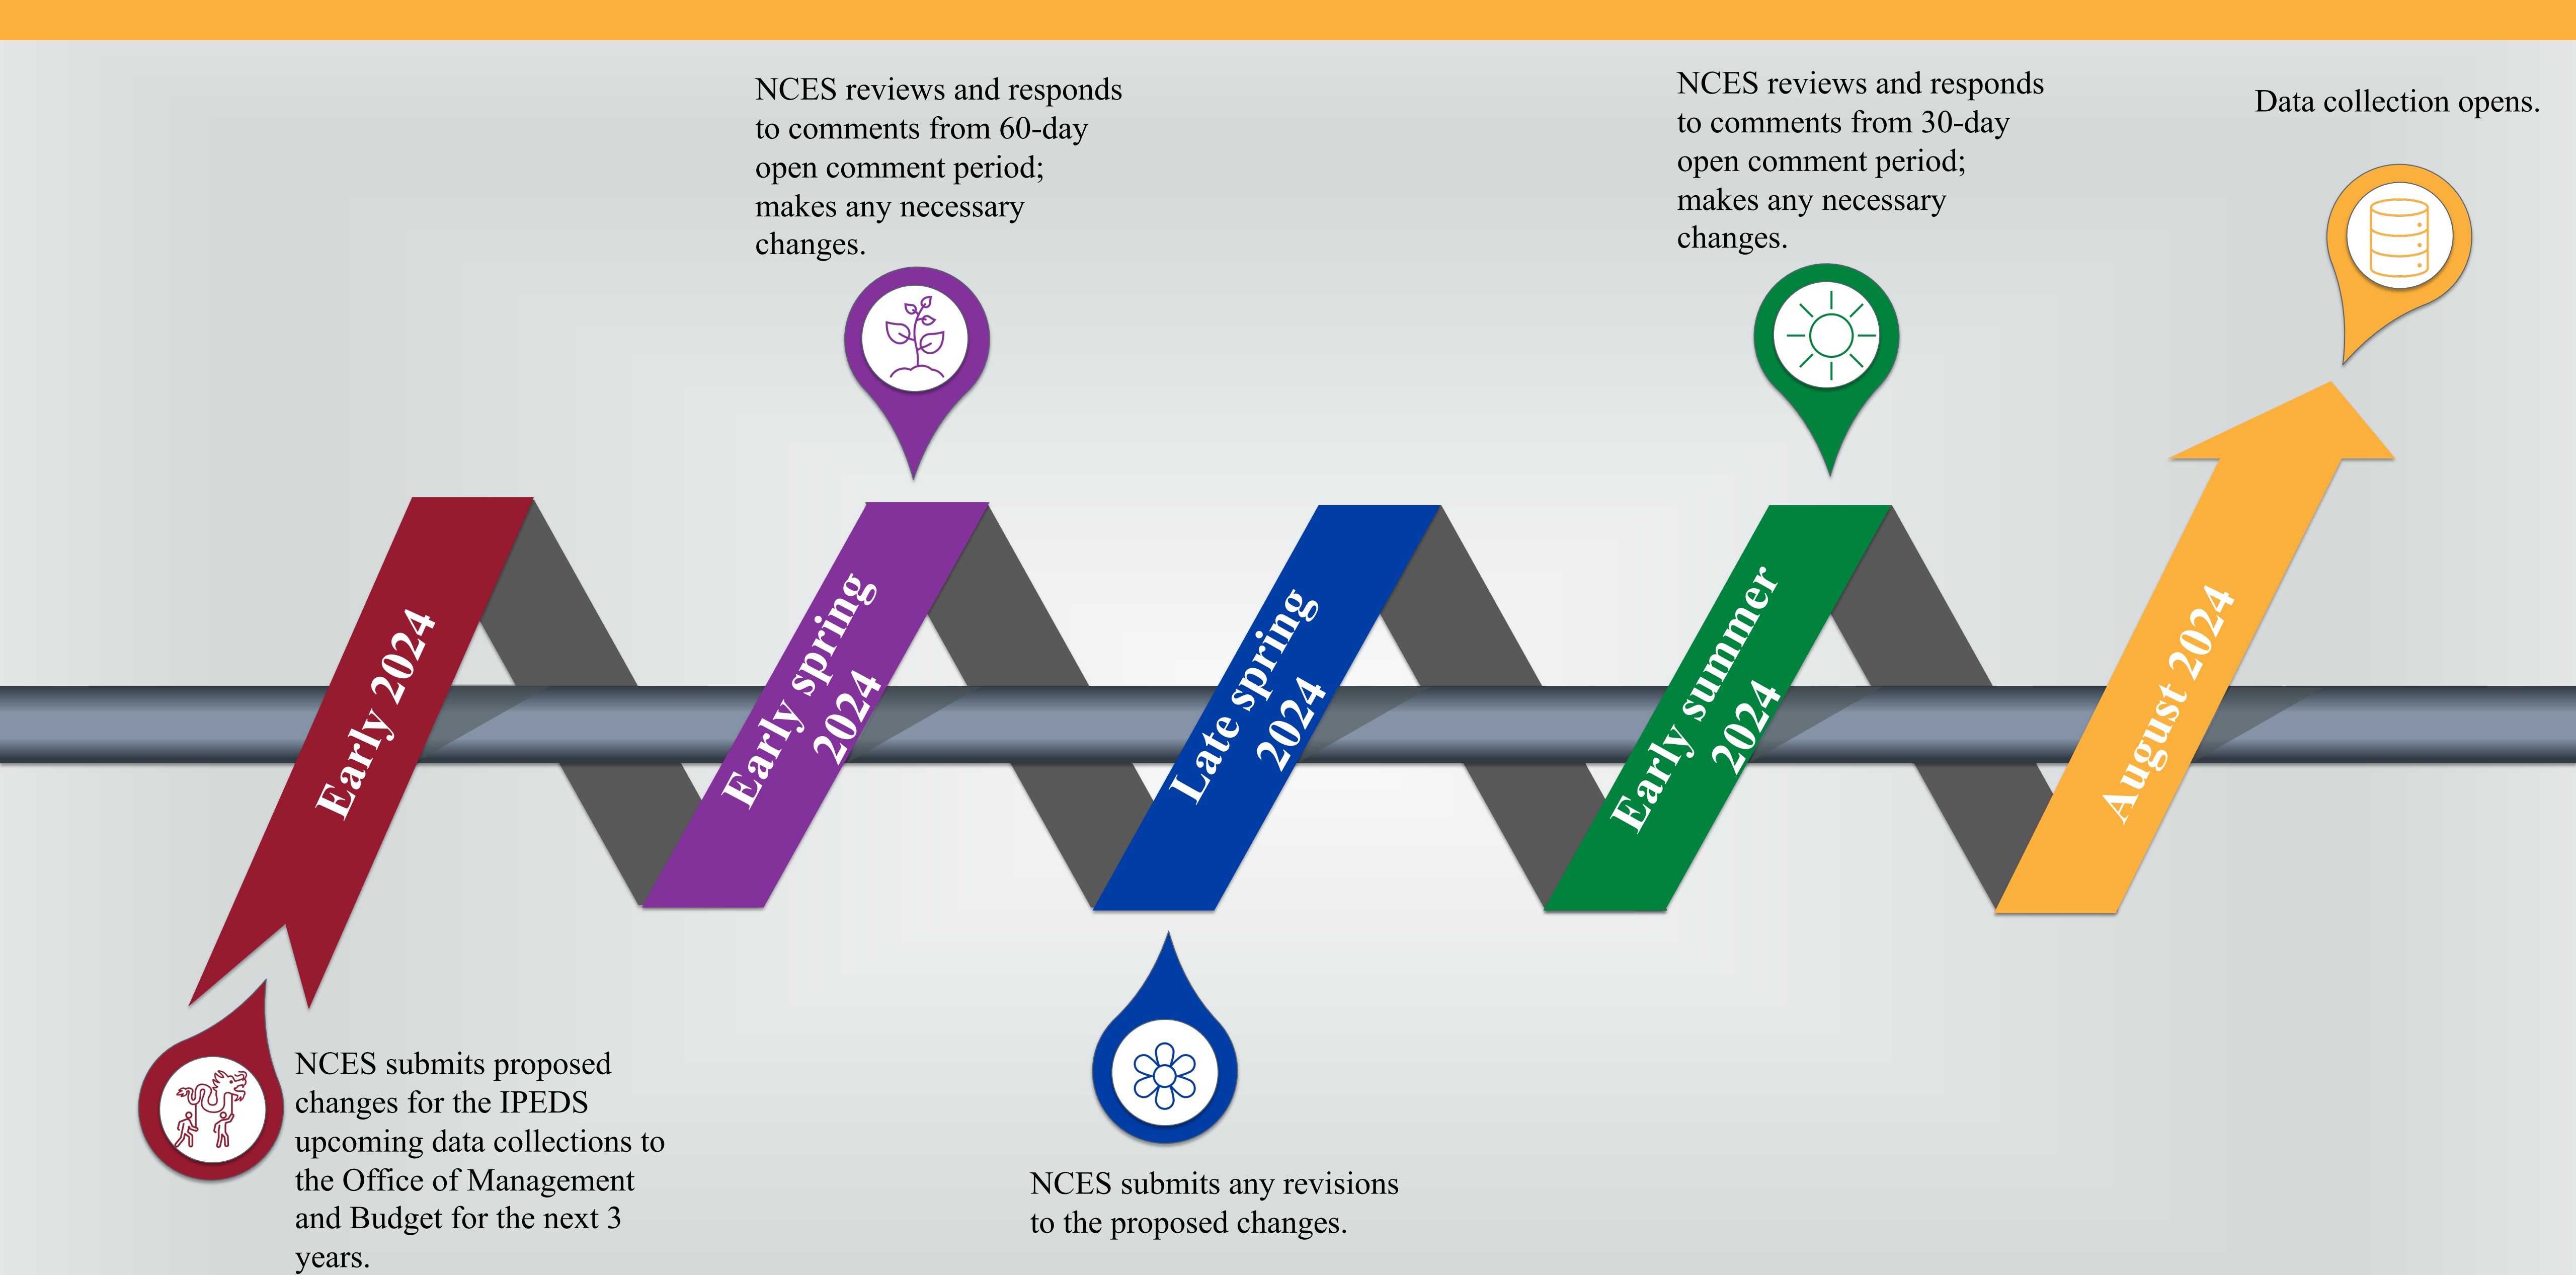 NCES reviews and responds
to comments from 60-day
open comment period;
makes any necessary
changes.
NCES reviews and responds
to comments from 30-day
open comment period;
makes any necessary
changes.
Data collection opens.
Early 2024
Early spring
2024
Late spring
2024
Early summer
2024
August 2024
NCES submits proposed
changes for the IPEDS
upcoming data collections to
the Office of Management
and Budget for the next 3
years.
NCES submits any revisions
to the proposed changes.